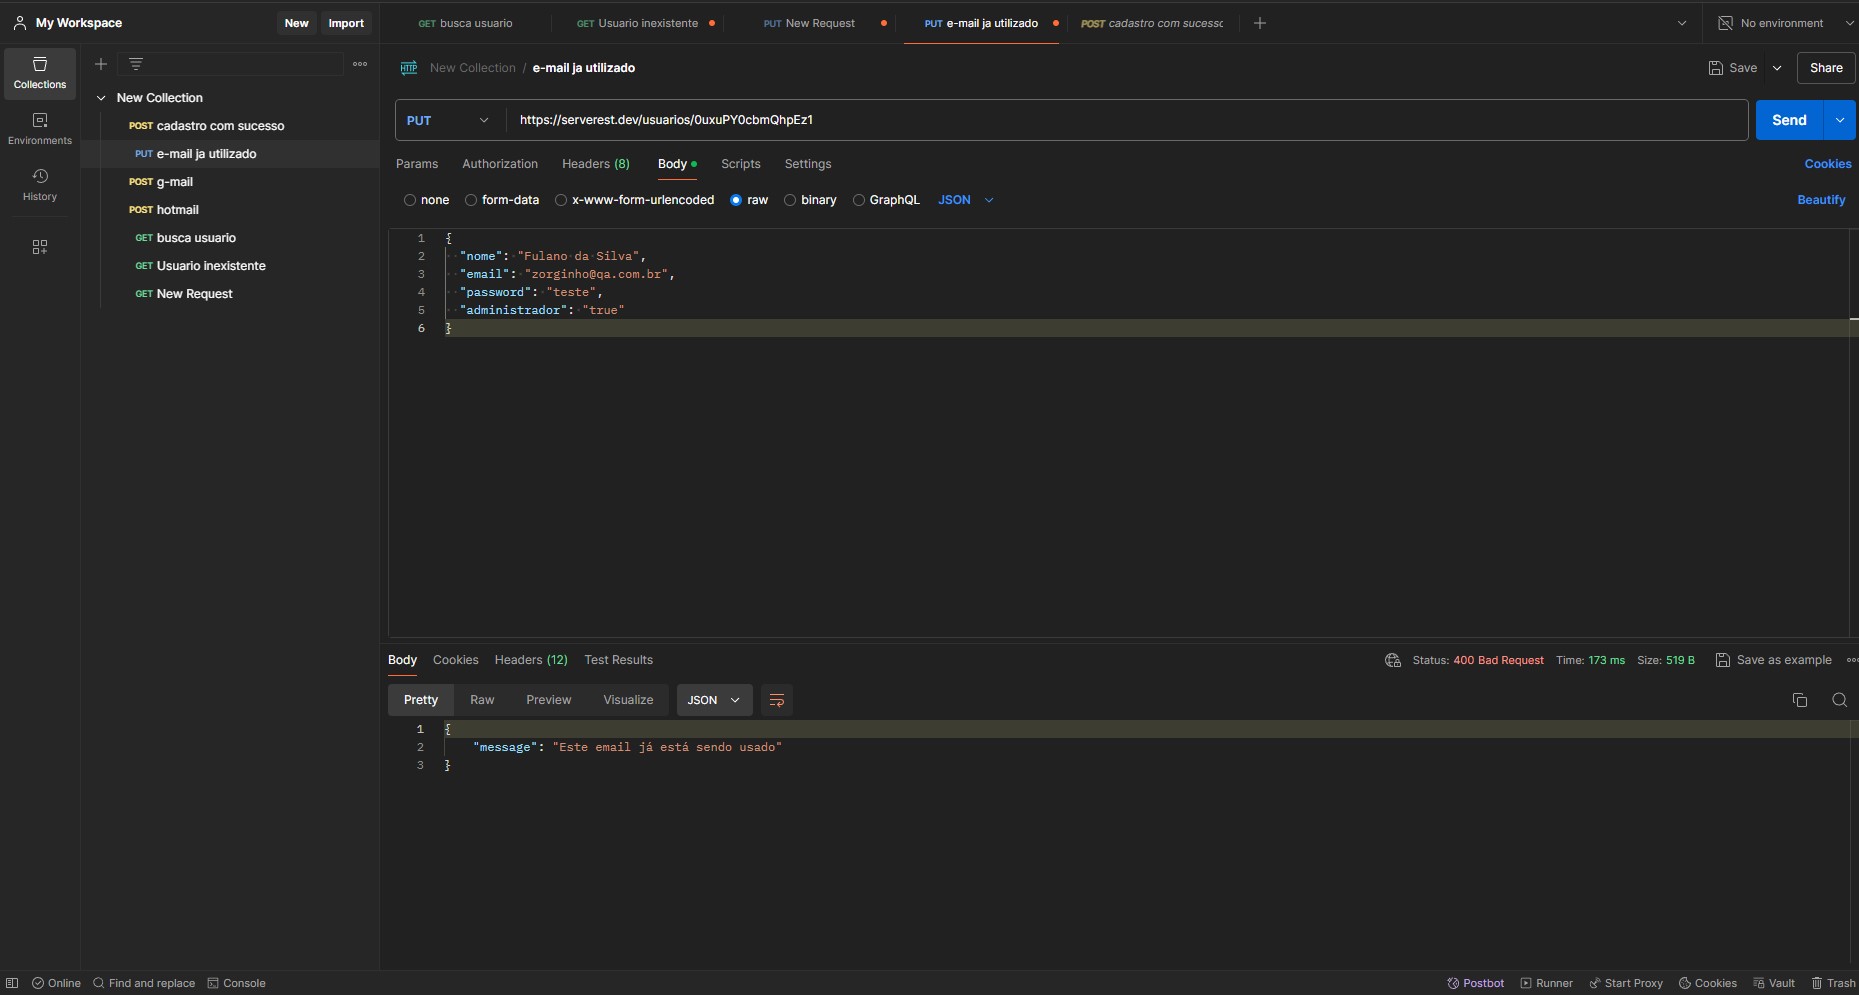 My Workspace
New
Import
GET busca usuario
GET Usuario inexistente
PUT New Request
PUT e-mail ja utilizado
POST cadastro com sucesso
No environment
Collections
Environments
History
New Collection
POST cadastro com sucesso
PUT e-mail ja utilizado
POST g-mail
POST hotmail
GET busca usuario
GET Usuario inexistente
GET New Request
HTTP New Collection / e-mail ja utilizado
Save
Share
PUT https://serverest.dev/usuarios/0uxuPY0cbmQhpEz1
Send
Params Authorization Headers (8) Body Scripts Settings
Cookies
none form-data x-www-form-urlencoded raw binary GraphQL JSON
Beautify
1 {
2 "nome": "Fulano da Silva",
3 "email": "zorginho@qa.com.br",
4 "password": "teste",
5 "administrador": "true"
6 }
Body Cookies Headers (12) Test Results
Status: 400 Bad Request Time: 173 ms Size: 519 B
Save as example
Pretty Raw Preview Visualize JSON
1 {
2 "message": "Este email já está sendo usado"
3 }
Online Find and replace Console
Postbot Runner Start Proxy Cookies Vault Trash